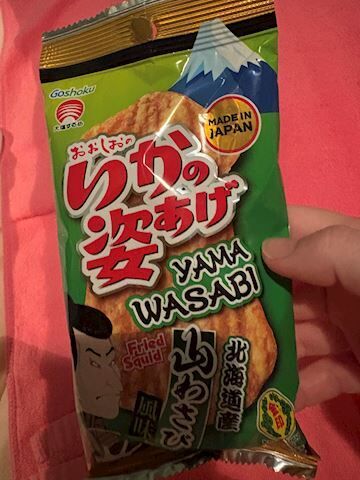 Goshoku
MADE IN
JAPAN
おおしおの
いかの
姿あげ
YAMA
WASABI
Fried
Squid
北海道産
山わさび
風味